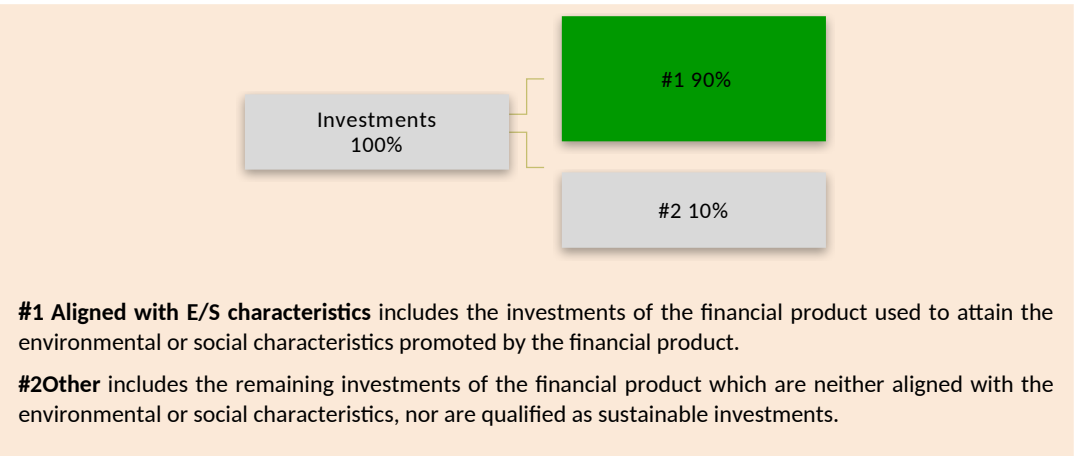 #1 90%
Investments
100%
#2 10%
#1 Aligned with E/S characteristics includes the investments of the financial product used to attain the
environmental or social characteristics promoted by the financial product.
#2Other includes the remaining investments of the financial product which are neither aligned with the
environmental or social characteristics, nor are qualified as sustainable investments.